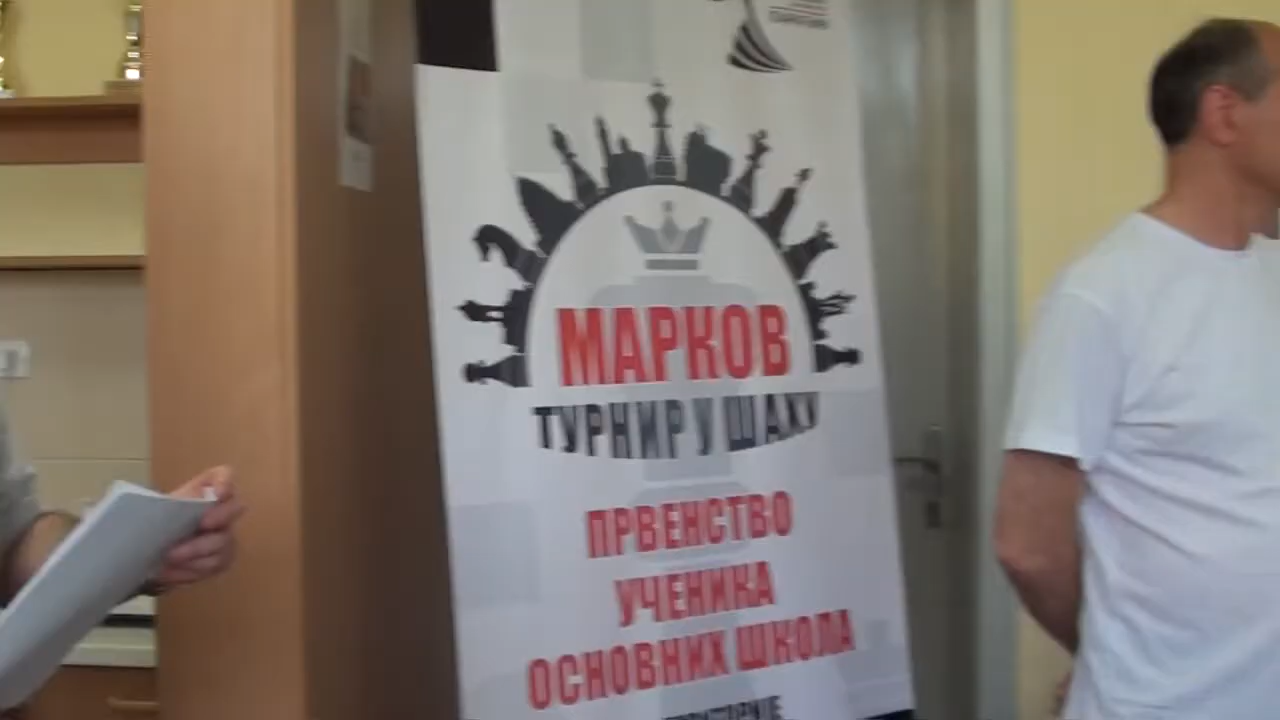 МАРКОВ
ТУРНИР У ШАХУ
ПРВЕНСТВО
УЧЕНИКА
ОСНОВНИХ ШКОЛА